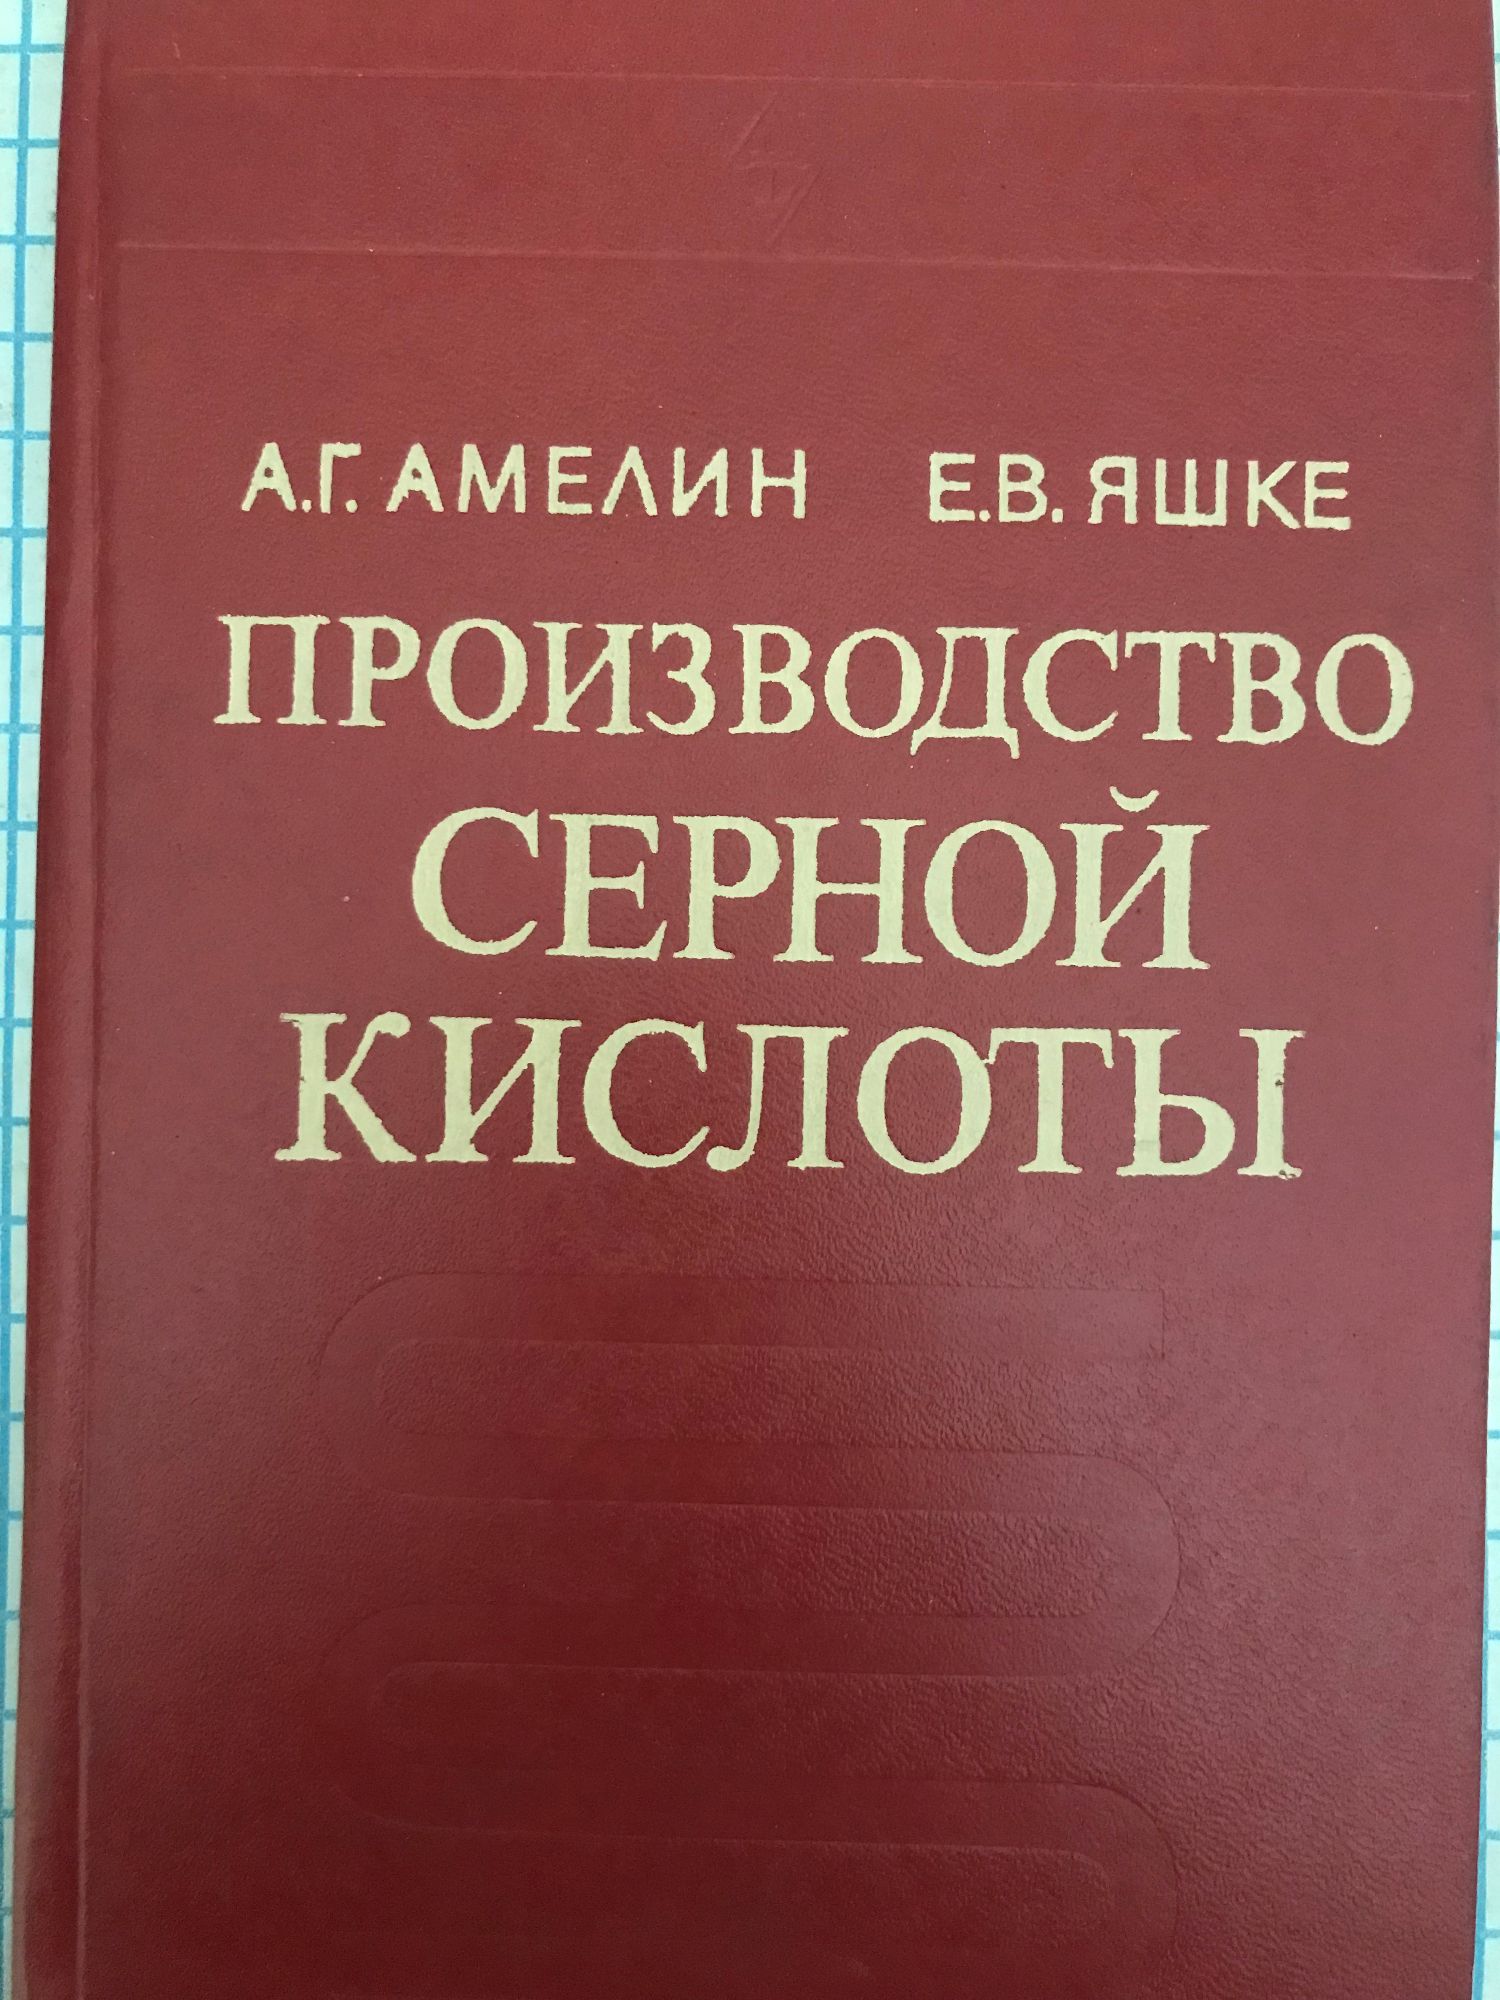 А.Г. АМЕЛИН Е.В. ЯШКЕ
ПРОИЗВОДСТВО
СЕРНОЙ
КИСЛОТЫ